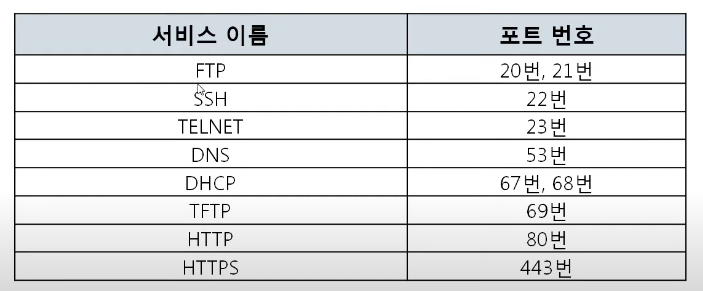 서비스 이름 포트 번호
FTP 20번, 21번
SSH 22번
TELNET 23번
DNS 53번
DHCP 67번, 68번
TFTP 69번
HTTP 80번
HTTPS 443번